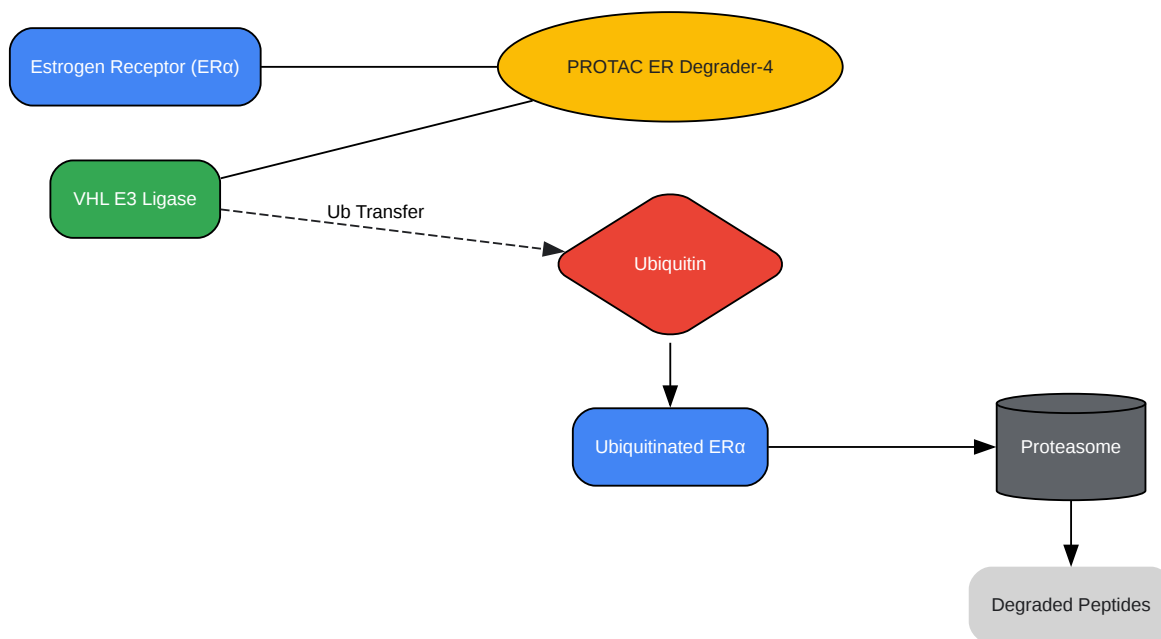 Estrogen Receptor (ERα)
PROTAC ER Degrader-4
VHL E3 Ligase
Ub Transfer
Ubiquitin
Ubiquitinated ERα
Proteasome
Degraded Peptides